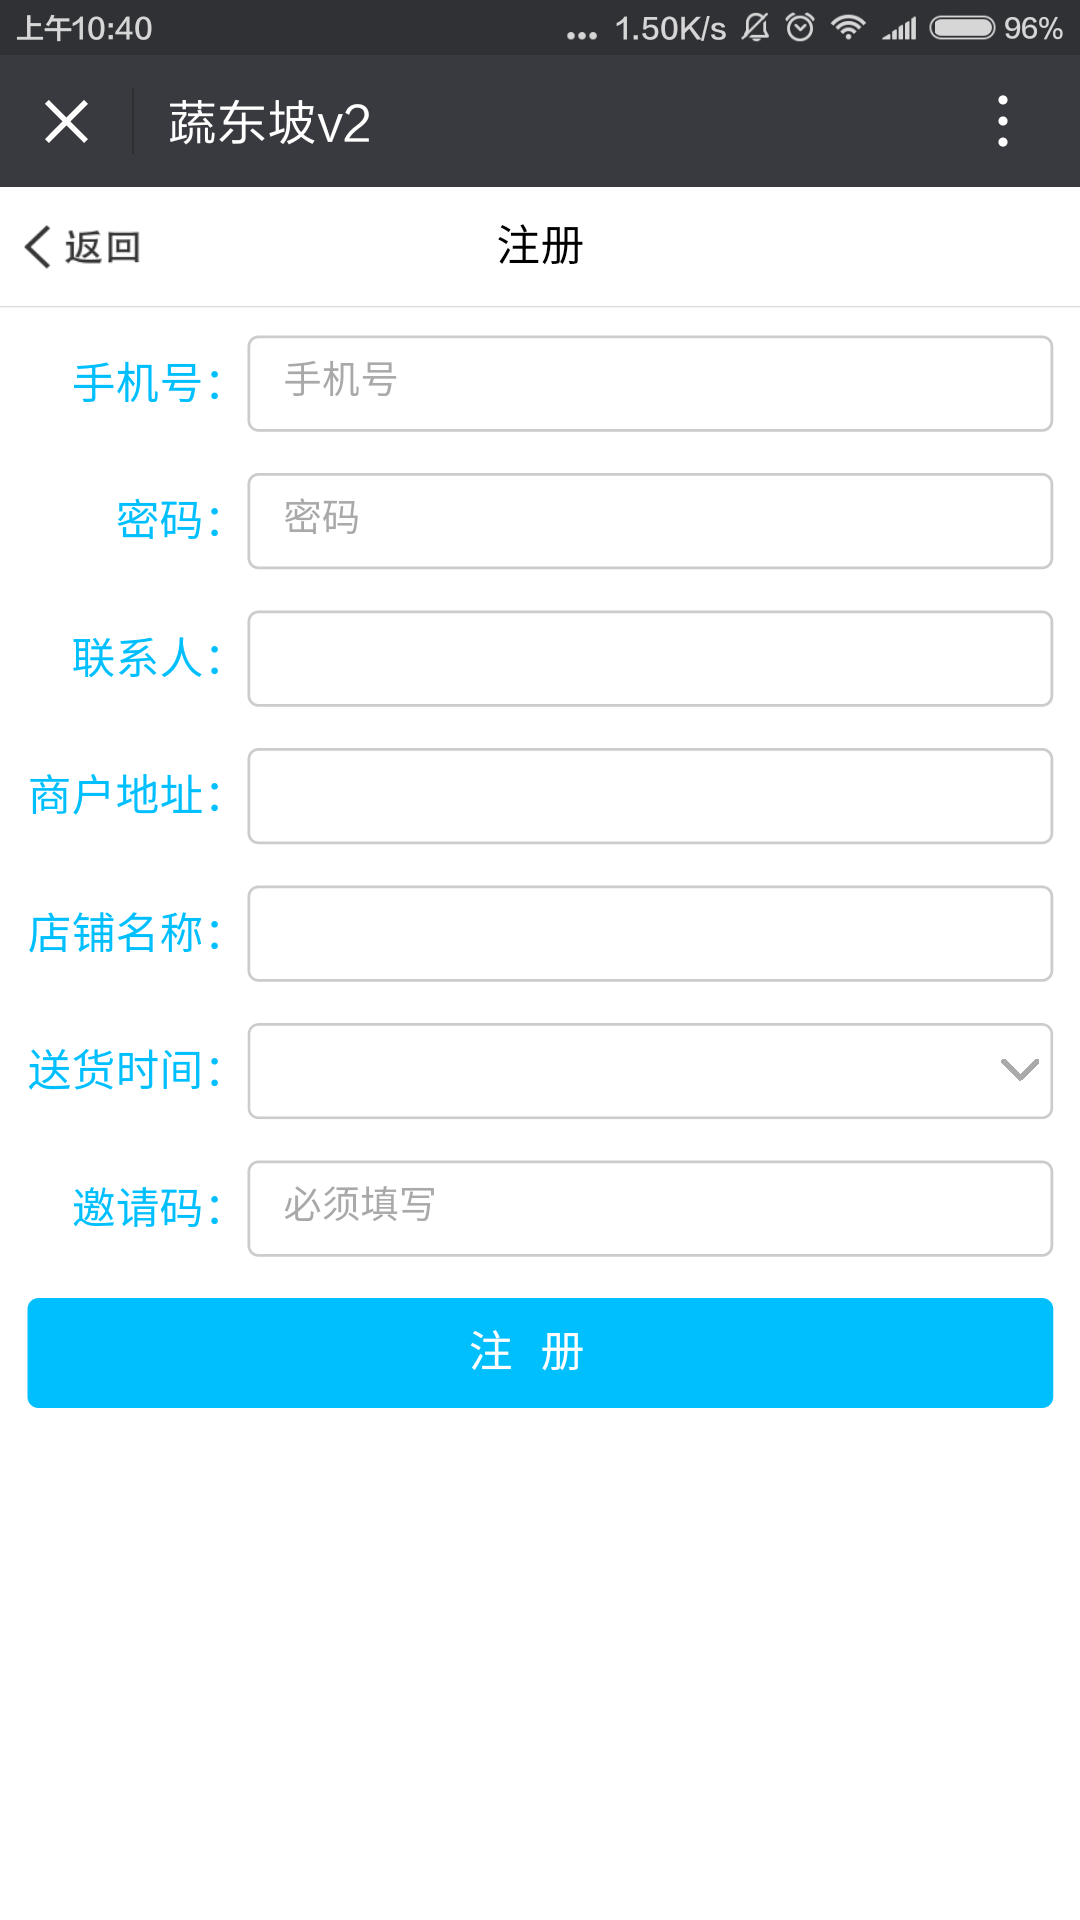 上午10:40 ... 1.50K/s 96%
蔬东坡v2
返回 注册
手机号： 手机号
密码： 密码
联系人：
商户地址：
店铺名称：
送货时间：
邀请码： 必须填写
注 册